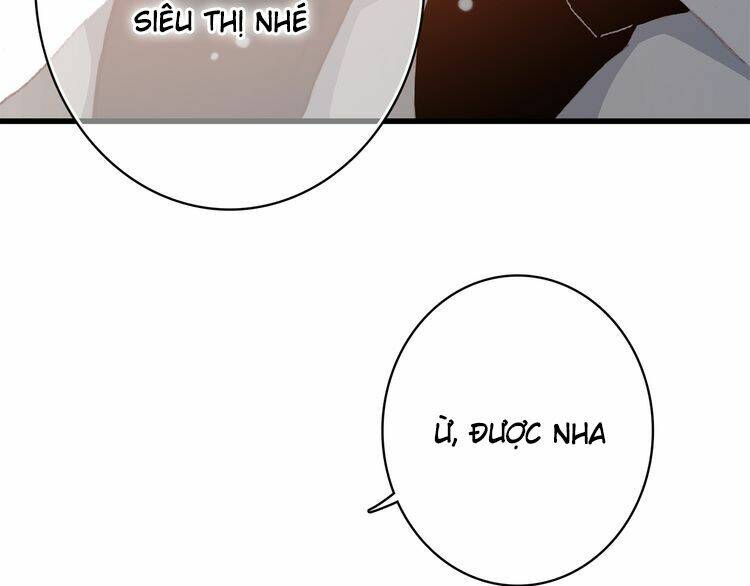 SIÊU THỊ NHÉ
Ừ, ĐƯỢC NHA